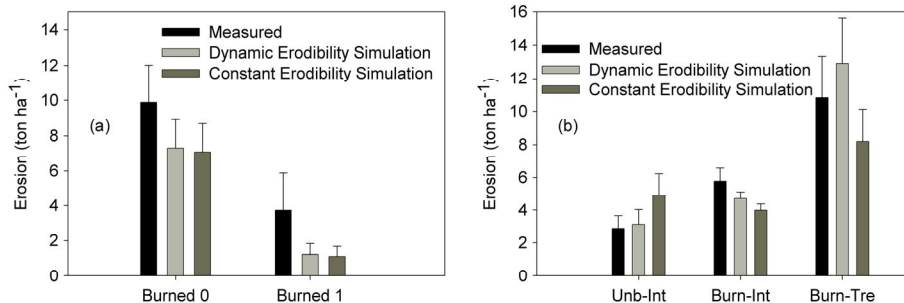 12
10
8
6
4
2
0
Erosion (ton ha⁻¹)
Measured
Dynamic Erodibility Simulation
Constant Erodibility Simulation
(a)
Burned 0
Burned 1
16
14
12
10
8
6
4
2
0
Erosion (ton ha⁻¹)
Measured
Dynamic Erodibility Simulation
Constant Erodibility Simulation
(b)
Unb-Int
Burn-Int
Burn-Tre